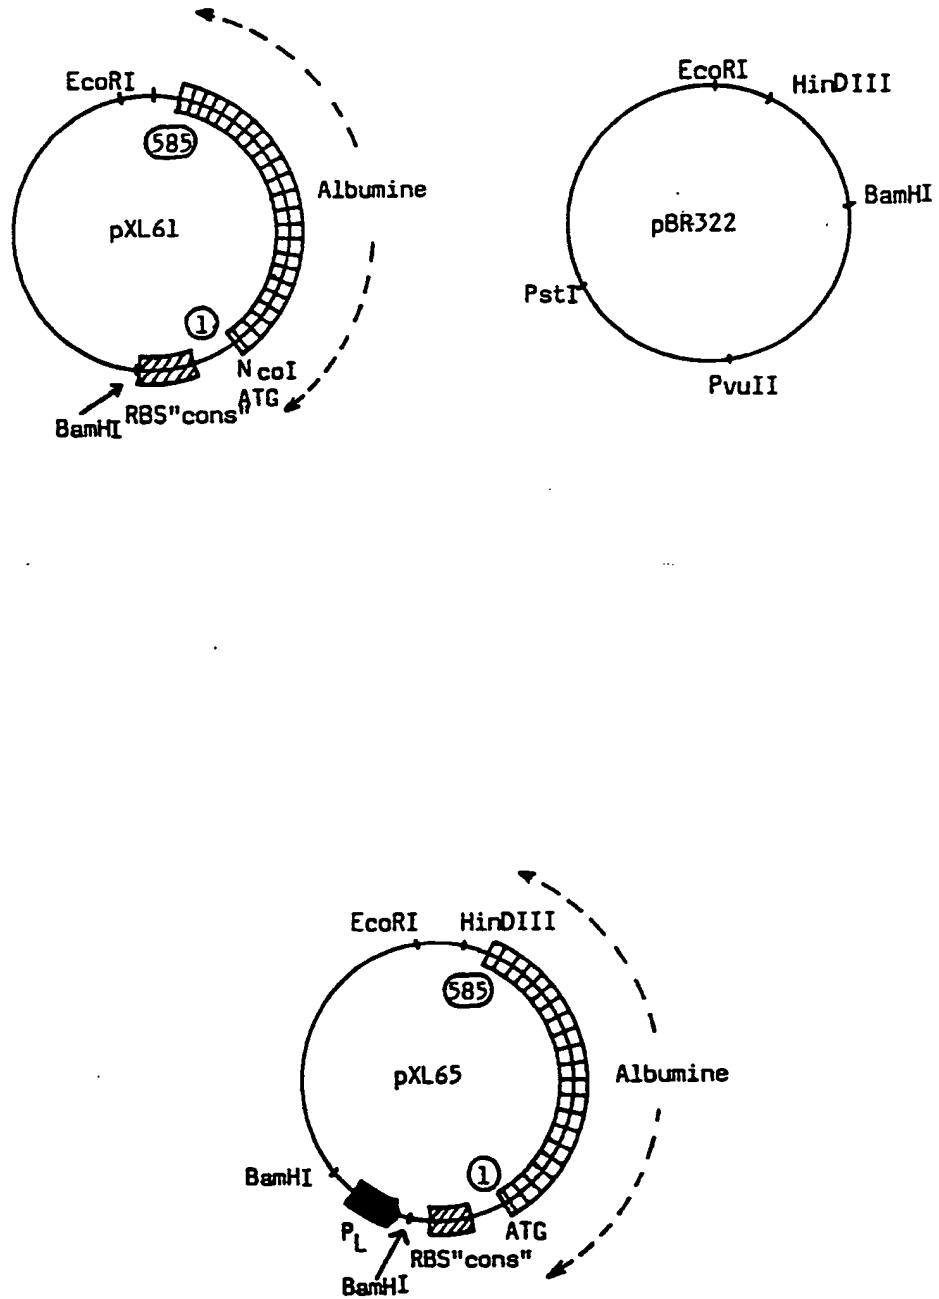 EcoRI
585
Albumine
pXL61
1
NcoI
ATG
RBS"cons"
BamHI
EcoRI
HinDIII
BamHI
pBR322
PstI
PvuII
EcoRI
HinDIII
585
pXL65
Albumine
BamHI
1
ATG
PL
RBS"cons"
BamHI